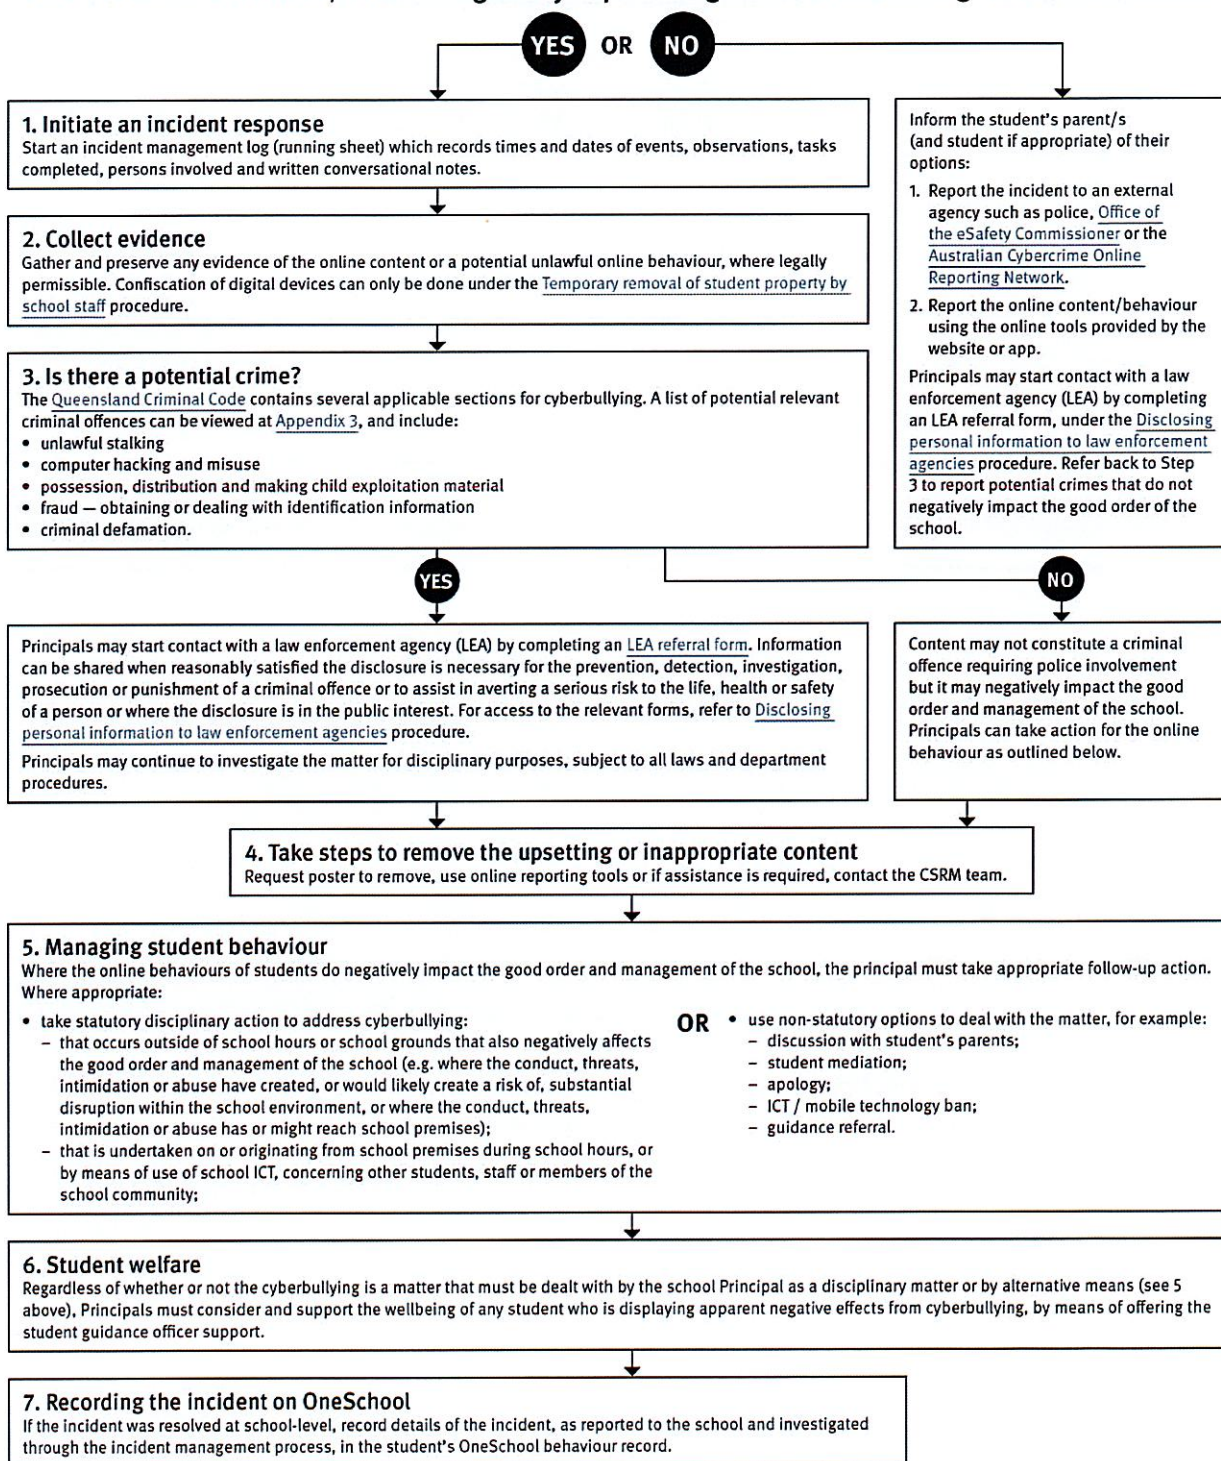 YES OR NO
1. Initiate an incident response
Start an incident management log (running sheet) which records times and dates of events, observations, tasks
completed, persons involved and written conversational notes.
2. Collect evidence
Gather and preserve any evidence of the online content or a potential unlawful online behaviour, where legally
permissible. Confiscation of digital devices can only be done under the Temporary removal of student property by
school staff procedure.
3. Is there a potential crime?
The Queensland Criminal Code contains several applicable sections for cyberbullying. A list of potential relevant
criminal offences can be viewed at Appendix 3, and include:
• unlawful stalking
• computer hacking and misuse
• possession, distribution and making child exploitation material
• fraud — obtaining or dealing with identification information
• criminal defamation.
Inform the student's parent/s
(and student if appropriate) of their
options:
1. Report the incident to an external
agency such as police, Office of
the eSafety Commissioner or the
Australian Cybercrime Online
Reporting Network.
2. Report the online content/behaviour
using the online tools provided by the
website or app.
Principals may start contact with a law
enforcement agency (LEA) by completing
an LEA referral form, under the Disclosing
personal information to law enforcement
agencies procedure. Refer back to Step
3 to report potential crimes that do not
negatively impact the good order of the
school.
YES
NO
Principals may start contact with a law enforcement agency (LEA) by completing an LEA referral form. Information
can be shared when reasonably satisfied the disclosure is necessary for the prevention, detection, investigation,
prosecution or punishment of a criminal offence or to assist in averting a serious risk to the life, health or safety
of a person or where the disclosure is in the public interest. For access to the relevant forms, refer to Disclosing
personal information to law enforcement agencies procedure.
Principals may continue to investigate the matter for disciplinary purposes, subject to all laws and department
procedures.
Content may not constitute a criminal
offence requiring police involvement
but it may negatively impact the good
order and management of the school.
Principals can take action for the online
behaviour as outlined below.
4. Take steps to remove the upsetting or inappropriate content
Request poster to remove, use online reporting tools or if assistance is required, contact the CSRM team.
5. Managing student behaviour
Where the online behaviours of students do negatively impact the good order and management of the school, the principal must take appropriate follow-up action.
Where appropriate:
• take statutory disciplinary action to address cyberbullying:
– that occurs outside of school hours or school grounds that also negatively affects
the good order and management of the school (e.g. where the conduct, threats,
intimidation or abuse have created, or would likely create a risk of, substantial
disruption within the school environment, or where the conduct, threats,
intimidation or abuse has or might reach school premises);
– that is undertaken on or originating from school premises during school hours, or
by means of use of school ICT, concerning other students, staff or members of the
school community;
OR
• use non-statutory options to deal with the matter, for example:
– discussion with student's parents;
– student mediation;
– apology;
– ICT / mobile technology ban;
– guidance referral.
6. Student welfare
Regardless of whether or not the cyberbullying is a matter that must be dealt with by the school Principal as a disciplinary matter or by alternative means (see 5
above), Principals must consider and support the wellbeing of any student who is displaying apparent negative effects from cyberbullying, by means of offering the
student guidance officer support.
7. Recording the incident on OneSchool
If the incident was resolved at school-level, record details of the incident, as reported to the school and investigated
through the incident management process, in the student's OneSchool behaviour record.